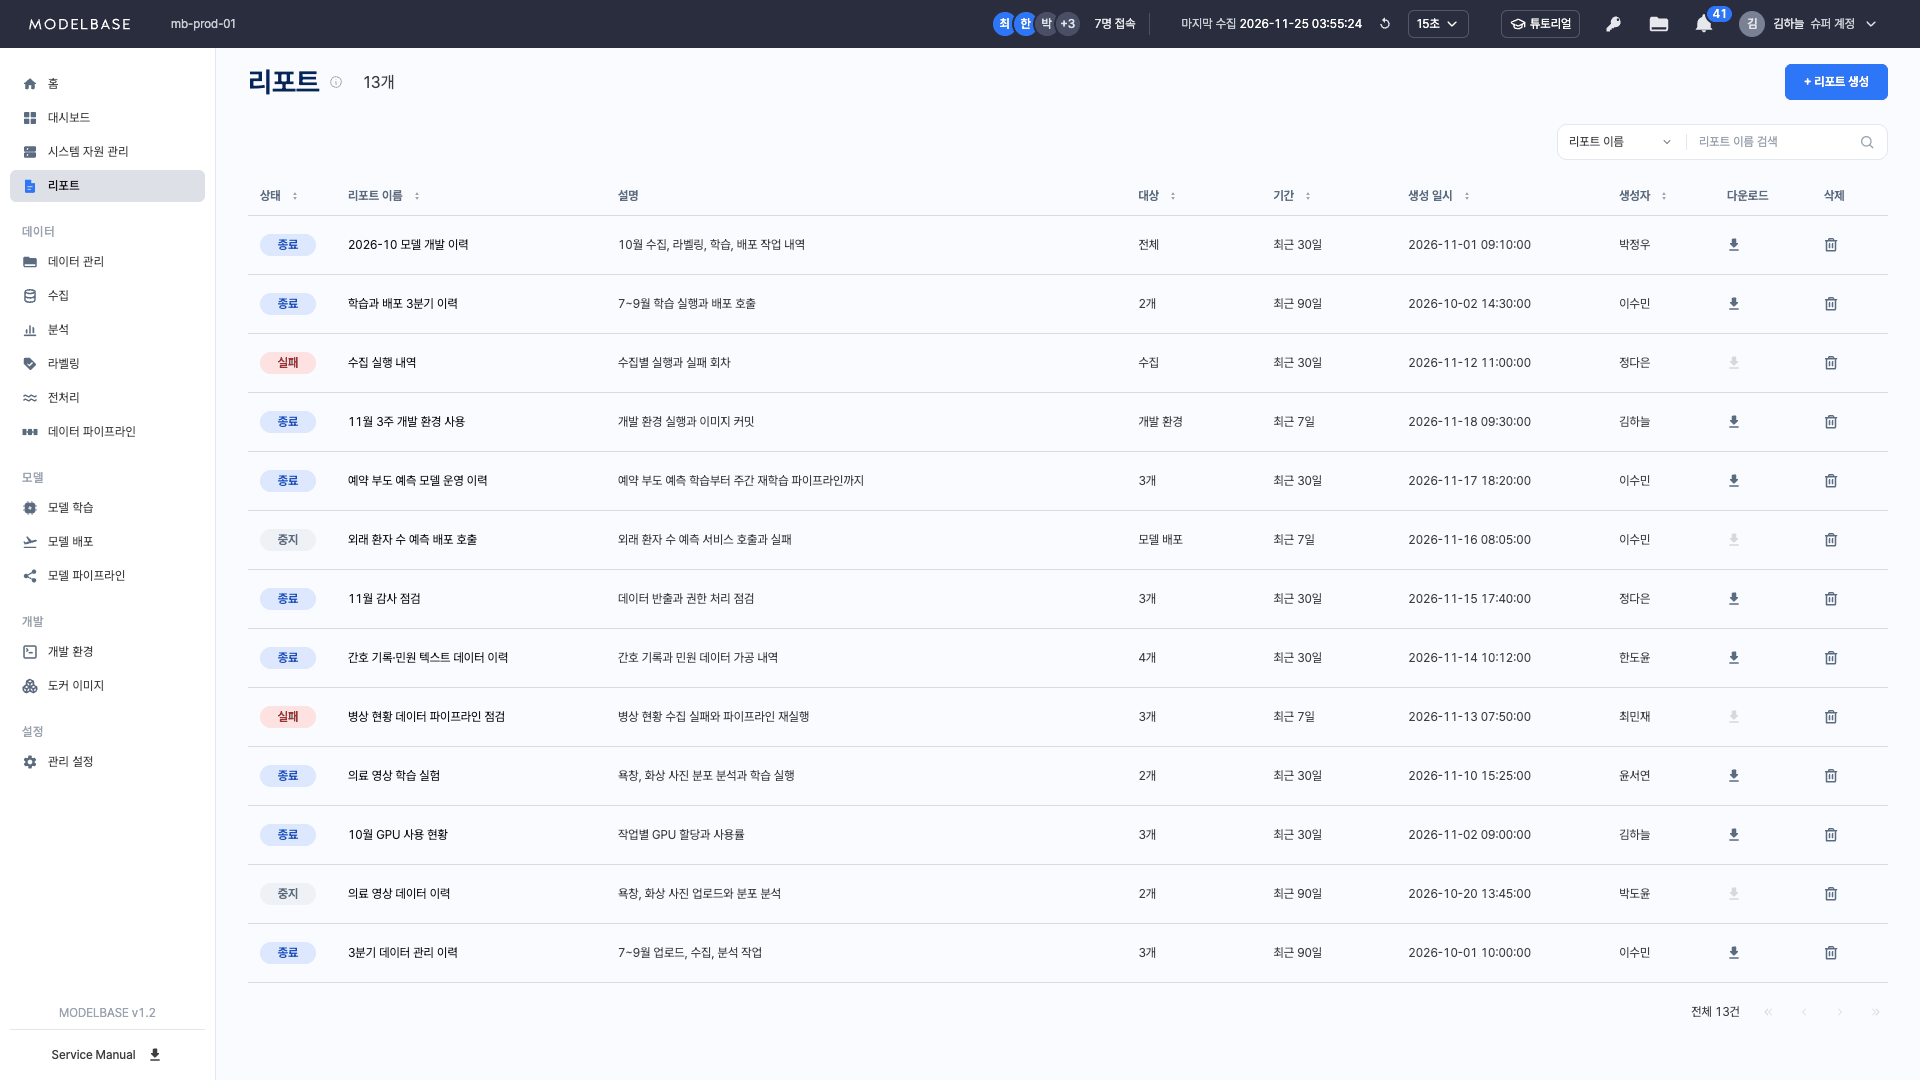 MODELBASE
mb-prod-01
최 한 박 +3 7명 접속
마지막 수집 2026-11-25 03:55:24
15초
튜토리얼
41
김 김하늘 슈퍼 계정
홈
대시보드
시스템 자원 관리
리포트
데이터
데이터 관리
수집
분석
라벨링
전처리
데이터 파이프라인
모델
모델 학습
모델 배포
모델 파이프라인
개발
개발 환경
도커 이미지
설정
관리 설정
MODELBASE v1.2
Service Manual
리포트 13개
+ 리포트 생성
리포트 이름 리포트 이름 검색
상태 리포트 이름 설명 대상 기간 생성 일시 생성자 다운로드 삭제
종료 2026-10 모델 개발 이력 10월 수집, 라벨링, 학습, 배포 작업 내역 전체 최근 30일 2026-11-01 09:10:00 박정우
종료 학습과 배포 3분기 이력 7~9월 학습 실행과 배포 호출 2개 최근 90일 2026-10-02 14:30:00 이수민
실패 수집 실행 내역 수집별 실행과 실패 회차 수집 최근 30일 2026-11-12 11:00:00 정다은
종료 11월 3주 개발 환경 사용 개발 환경 실행과 이미지 커밋 개발 환경 최근 7일 2026-11-18 09:30:00 김하늘
종료 예약 부도 예측 모델 운영 이력 예약 부도 예측 학습부터 주간 재학습 파이프라인까지 3개 최근 30일 2026-11-17 18:20:00 이수민
중지 외래 환자 수 예측 배포 호출 외래 환자 수 예측 서비스 호출과 실패 모델 배포 최근 7일 2026-11-16 08:05:00 이수민
종료 11월 감사 점검 데이터 반출과 권한 처리 점검 3개 최근 30일 2026-11-15 17:40:00 정다은
종료 간호 기록·민원 텍스트 데이터 이력 간호 기록과 민원 데이터 가공 내역 4개 최근 30일 2026-11-14 10:12:00 한도윤
실패 병상 현황 데이터 파이프라인 점검 병상 현황 수집 실패와 파이프라인 재실행 3개 최근 7일 2026-11-13 07:50:00 최민재
종료 의료 영상 학습 실험 욕창, 화상 사진 분포 분석과 학습 실행 2개 최근 30일 2026-11-10 15:25:00 윤서연
종료 10월 GPU 사용 현황 작업별 GPU 할당과 사용률 3개 최근 30일 2026-11-02 09:00:00 김하늘
중지 의료 영상 데이터 이력 욕창, 화상 사진 업로드와 분포 분석 2개 최근 90일 2026-10-20 13:45:00 박도윤
종료 3분기 데이터 관리 이력 7~9월 업로드, 수집, 분석 작업 3개 최근 90일 2026-10-01 10:00:00 이수민
전체 13건